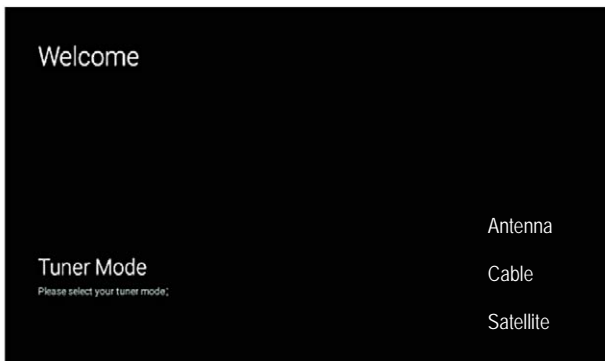 Welcome
Tuner Mode
Please select your tuner mode;
Antenna
Cable
Satellite